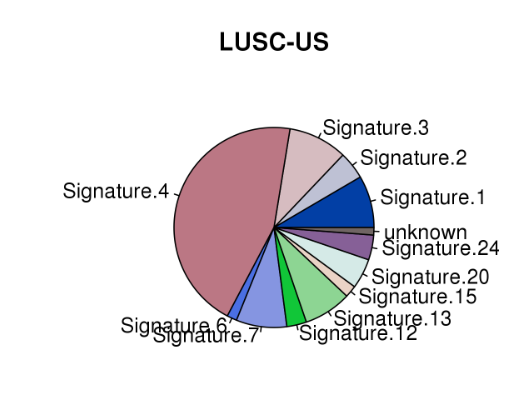 LUSC-US
Signature.3
Signature.2
Signature.4
Signature.1
unknown
Signature.24
Signature.20
Signature.15
Signature.13
Signature.6
Signature.12
Signature.7